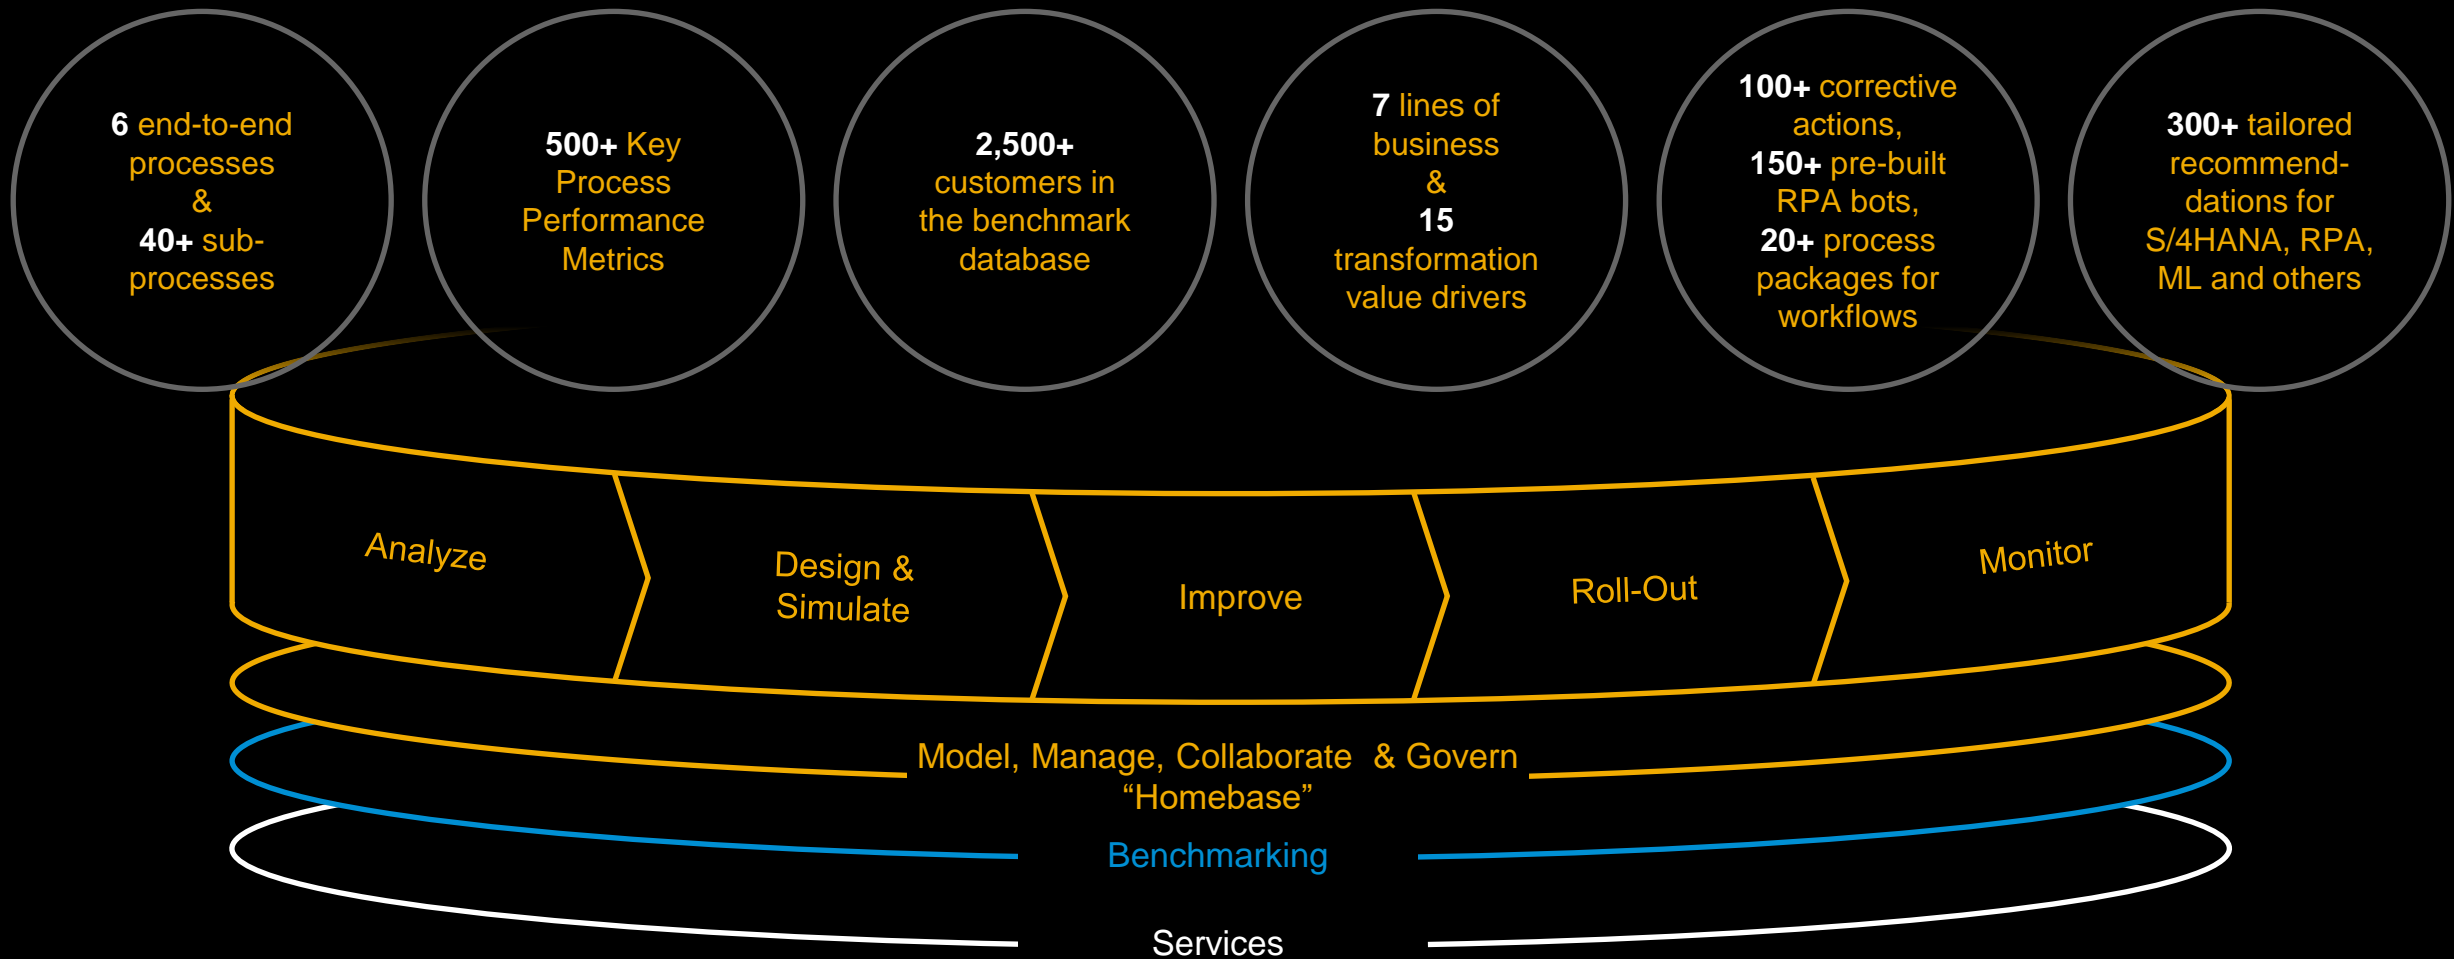 6 end-to-end
processes
&
40+ sub-
processes
500+ Key
Process
Performance
Metrics
2,500+
customers in
the benchmark
database
7 lines of
business
&
15
transformation
value drivers
100+ corrective
actions,
150+ pre-built
RPA bots,
20+ process
packages for
workflows
300+ tailored
recommend-
dations for
S/4HANA, RPA,
ML and others
Analyze
Design &
Simulate
Improve
Roll-Out
Monitor
Model, Manage, Collaborate  & Govern
“Homebase”
Benchmarking
Services